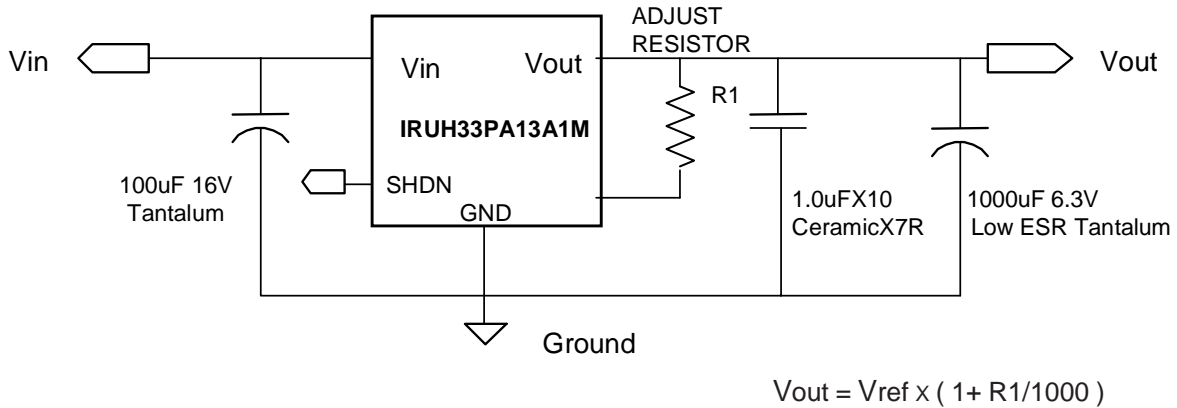 ADJUST
RESISTOR
Vin
Vin
Vout
Vout
R1
IRUH33PA13A1M
SHDN
GND
100uF 16V
Tantalum
1.0uFX10
CeramicX7R
1000uF 6.3V
Low ESR Tantalum
Ground
Vout = Vref x ( 1+ R1/1000 )